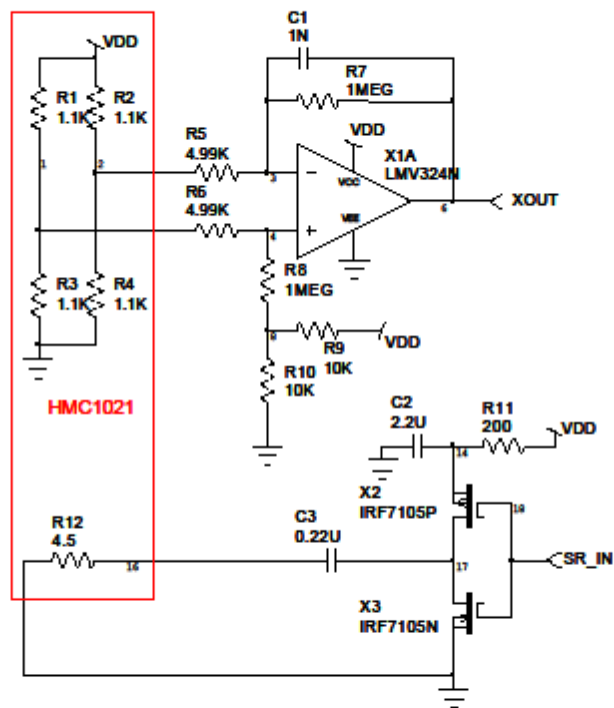 VDD
R1
1.1K
R2
1.1K
1
2
R3
1.1K
R4
1.1K
HMC1021
C1
1N
R7
1MEG
VDD
X1A
LMV324N
R5
4.99K
3
VCC
R6
4.99K
4
VEE
6
XOUT
R8
1MEG
R9
10K
VDD
R10
10K
C2
2.2U
R11
200
VDD
14
X2
IRF7105P
18
R12
4.5
16
C3
0.22U
17
SR_IN
X3
IRF7105N